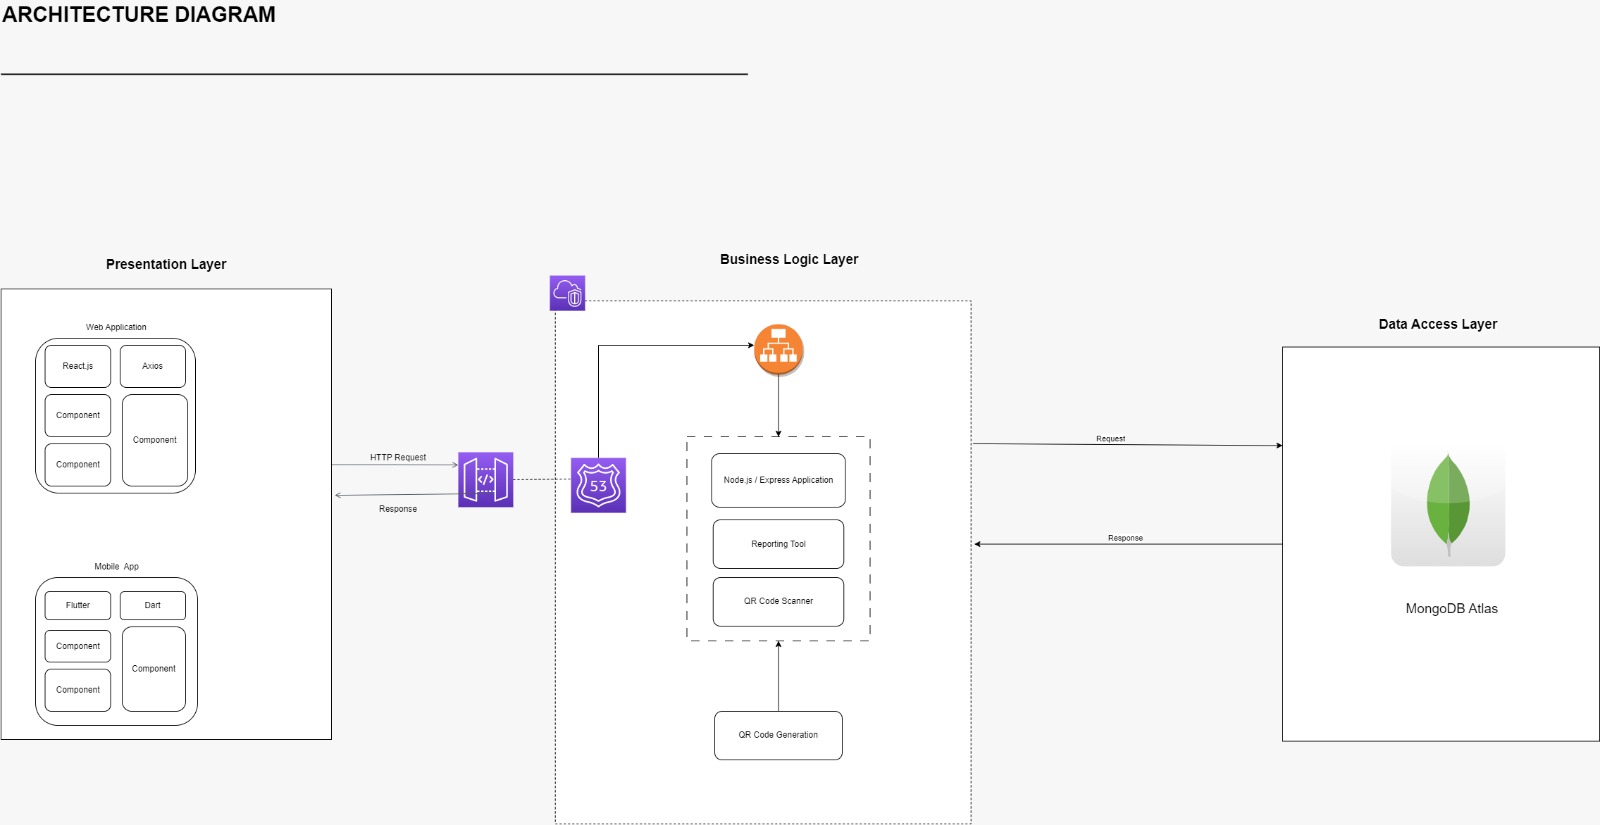 ARCHITECTURE DIAGRAM
Presentation Layer
Web Application
React.js
Axios
Component
Component
Component
Mobile App
Flutter
Dart
Component
Component
Component
HTTP Request
Response
Business Logic Layer
53
Node.js / Express Application
Reporting Tool
QR Code Scanner
QR Code Generation
Request
Response
Data Access Layer
MongoDB Atlas